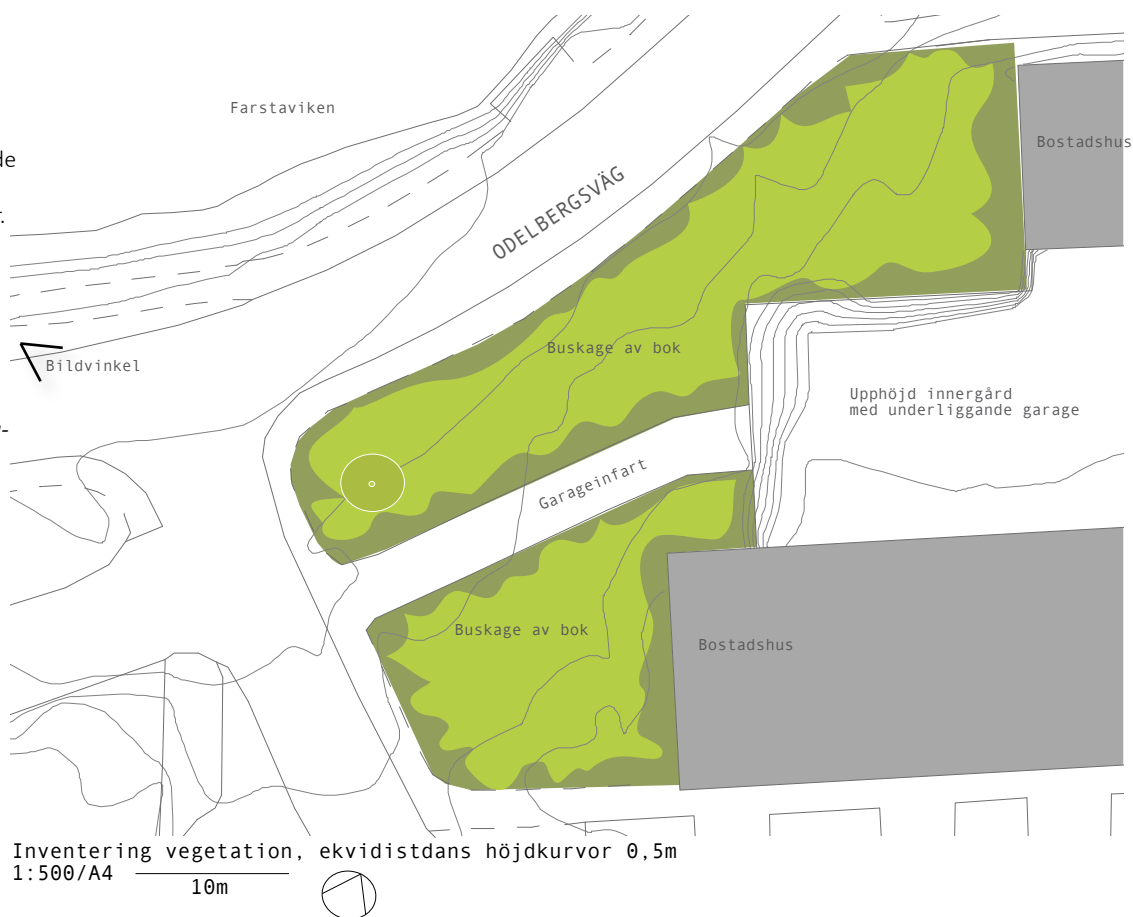 Farstaviken
de
Bostadshus
ODELBERGSVÄG
Buskage av bok
Bildvinkel
Upphöjd innergård
med underliggande garage
Garageinfart
Buskage av bok
Bostadshus
Inventering vegetation, ekvidistdans höjdkurvor 0,5m
1:500/A4
10m